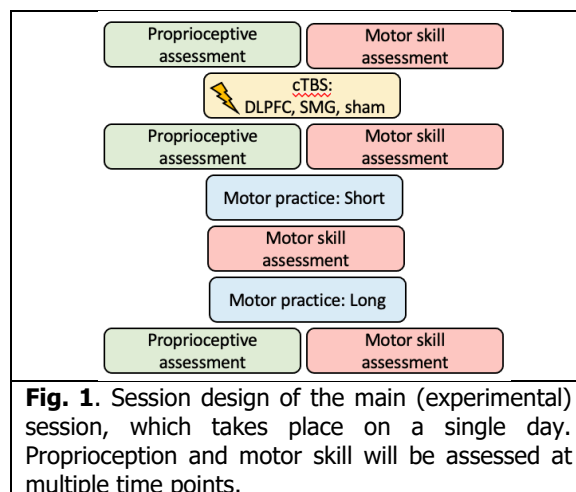 Proprioceptive assessment
Motor skill assessment
cTBS:
DLPFC, SMG, sham
Proprioceptive assessment
Motor skill assessment
Motor practice: Short
Motor skill
assessment
Motor practice: Long
Proprioceptive assessment
Motor skill assessment
Fig. 1. Session design of the main (experimental)
session, which takes place on a single day.
Proprioception and motor skill will be assessed at
multiple time points.